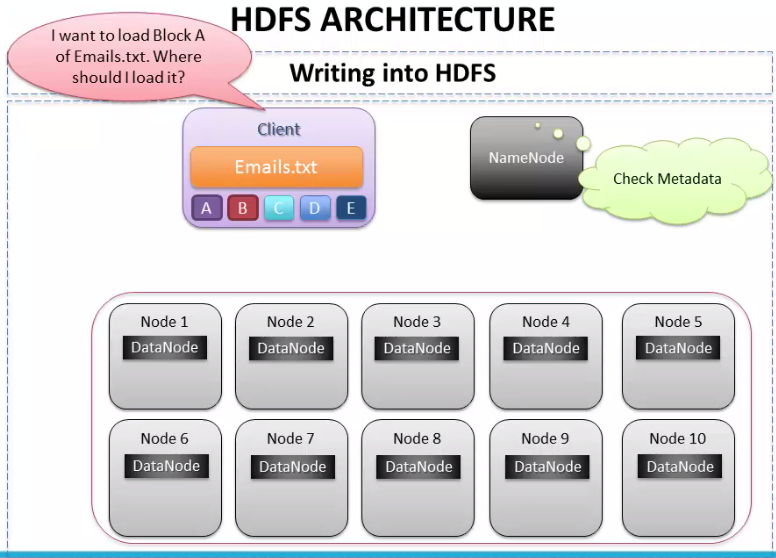 HDFS ARCHITECTURE
I want to load Block A
of Emails.txt. Where
should I load it?
Writing into HDFS
Client
Emails.txt
A B C D E
NameNode
Check Metadata
Node 1 Node 2 Node 3 Node 4 Node 5
DataNode DataNode DataNode DataNode DataNode
Node 6 Node 7 Node 8 Node 9 Node 10
DataNode DataNode DataNode DataNode DataNode